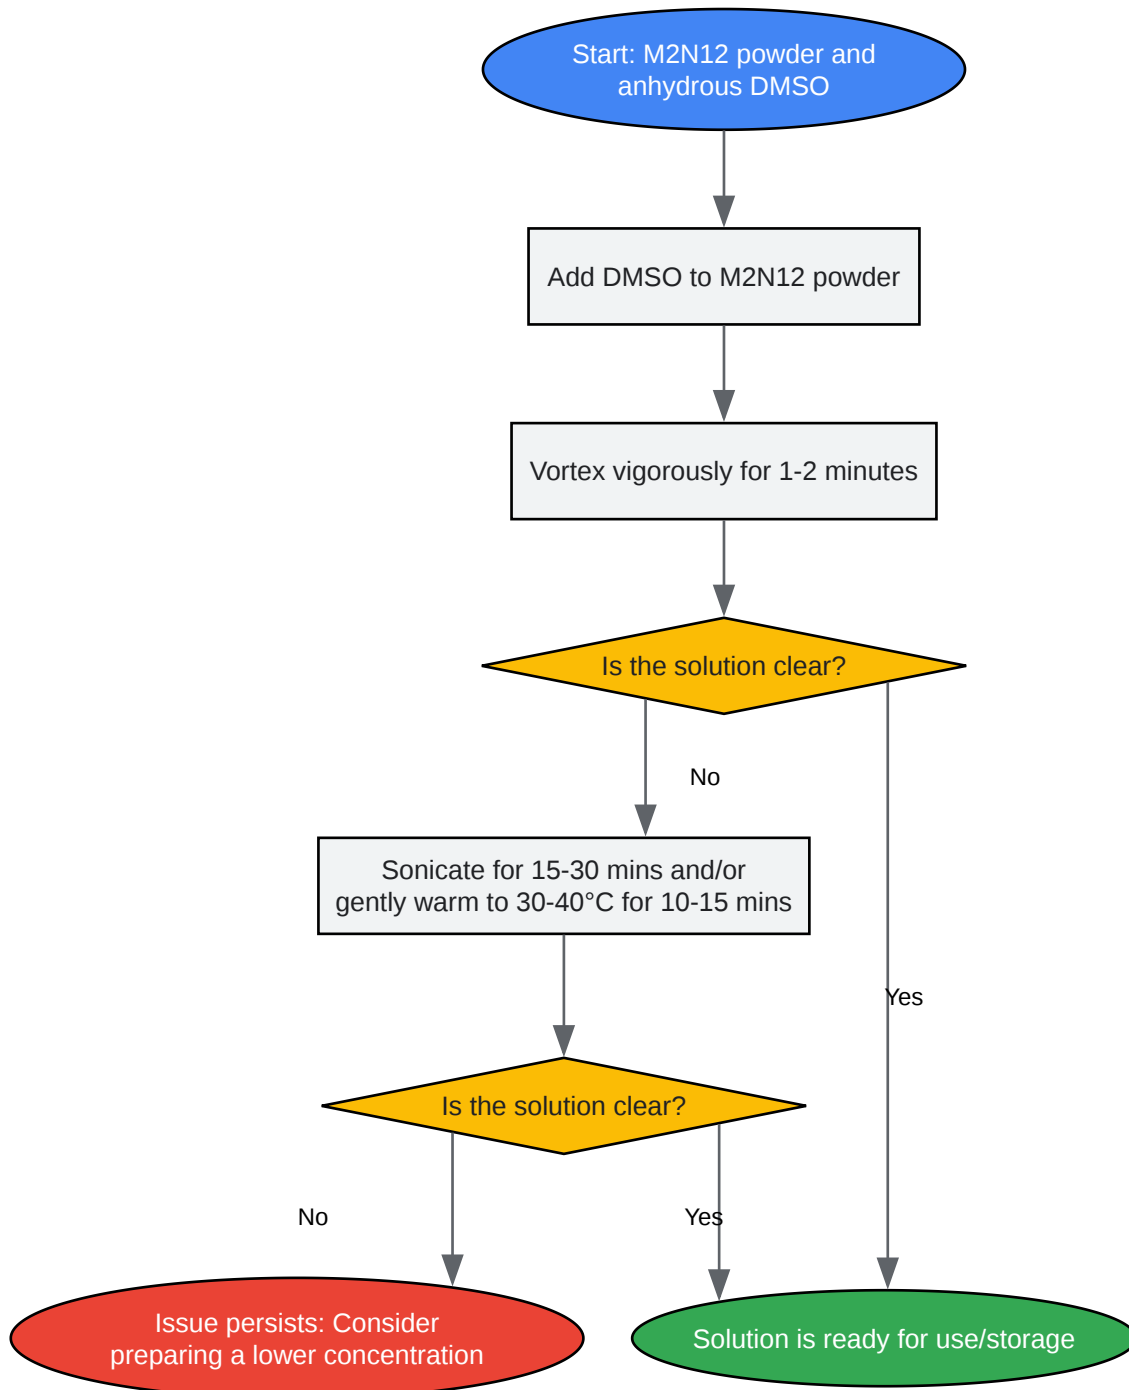 Start: M2N12 powder and
anhydrous DMSO
Add DMSO to M2N12 powder
Vortex vigorously for 1-2 minutes
Is the solution clear?
No
Sonicate for 15-30 mins and/or
gently warm to 30-40°C for 10-15 mins
Yes
Is the solution clear?
No
Yes
Issue persists: Consider
preparing a lower concentration
Solution is ready for use/storage